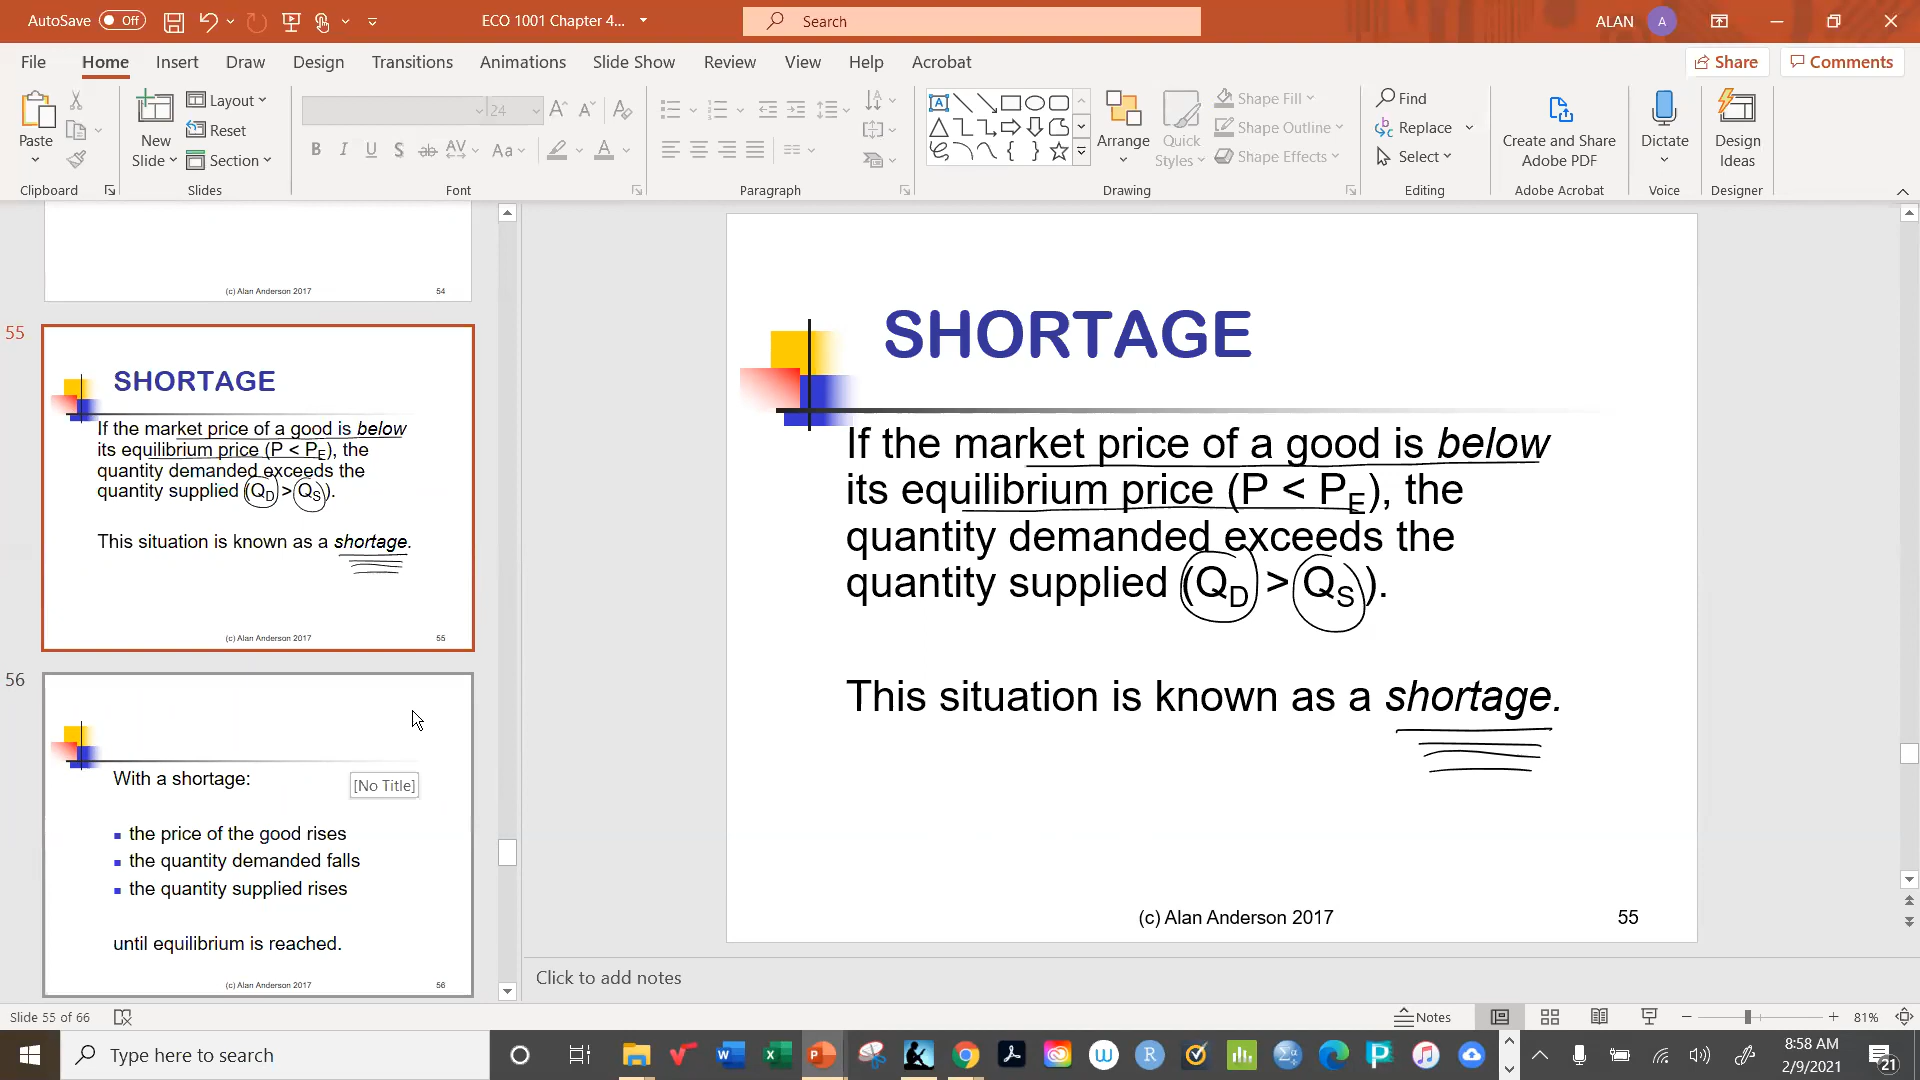 AutoSave Off
ECO 1001 Chapter 4...
Search
ALAN A
File Home Insert Draw Design Transitions Animations Slide Show Review View Help Acrobat
Share Comments
Paste
New
Slide
Layout
Reset
Section
24
B I U S ab AV Aa A
Arrange
Quick
Styles
Shape Fill
Shape Outline
Shape Effects
Find
Replace
Select
Create and Share
Adobe PDF
Dictate
Design
Ideas
Clipboard Slides Font Paragraph Drawing Editing Adobe Acrobat Voice Designer
(c) Alan Anderson 2017 54
55
SHORTAGE
If the market price of a good is below
its equilibrium price (P < PE), the
quantity demanded exceeds the
quantity supplied (QD > QS).
This situation is known as a shortage.
(c) Alan Anderson 2017 55
56
With a shortage:
[No Title]
the price of the good rises
the quantity demanded falls
the quantity supplied rises
until equilibrium is reached.
(c) Alan Anderson 2017 56
SHORTAGE
If the market price of a good is below
its equilibrium price (P < PE), the
quantity demanded exceeds the
quantity supplied (QD > QS).
This situation is known as a shortage.
(c) Alan Anderson 2017 55
Click to add notes
Slide 55 of 66
Notes
81%
Type here to search
8:58 AM
2/9/2021
21